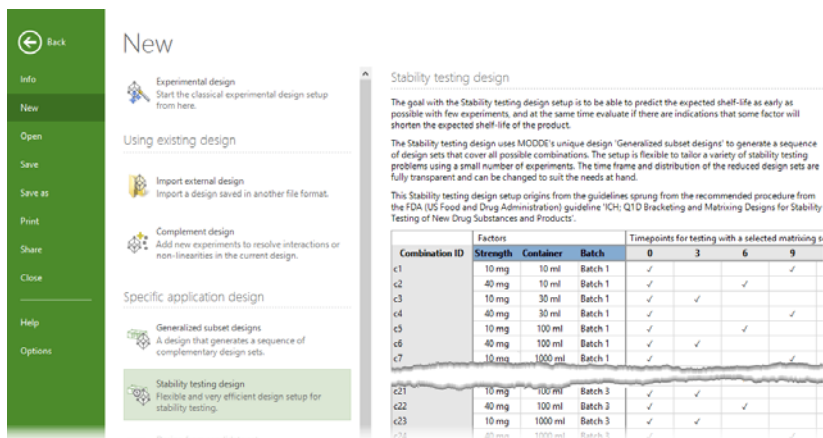 Back
Info
New
Open
Save
Save as
Print
Share
Close
Help
Options
New
Experimental design
Start the classical experimental design setup
from here.
Using existing design
Import external design
Import a design saved in another file format.
Complement design
Add new experiments to resolve interactions or
non-linearities in the current design.
Specific application design
Generalized subset designs
A design that generates a sequence of
complementary design sets.
Stability testing design
Flexible and very efficient design setup for
stability testing.
Stability testing design
The goal with the Stability testing design setup is to be able to predict the expected shelf-life as early as
possible with few experiments, and at the same time evaluate if there are indications that some factor will
shorten the expected shelf-life of the product.
The Stability testing design uses MODDE's unique design 'Generalized subset designs' to generate a sequence
of design sets that cover all possible combinations. The setup is flexible to tailor a variety of stability testing
problems using a small number of experiments. The time frame and distribution of the reduced design sets are
fully transparent and can be changed to suit the needs at hand.
This Stability testing design setup origins from the guidelines sprung from the recommended procedure from
the FDA (US Food and Drug Administration) guideline 'ICH; Q1D Bracketing and Matrixing Designs for Stability
Testing of New Drug Substances and Products'.
Factors Timepoints for testing with a selected matrixing s
Combination ID Strength Container Batch 0 3 6 9
c1 10 mg 10 ml Batch 1 ✓ ✓
c2 40 mg 10 ml Batch 1 ✓ ✓
c3 10 mg 30 ml Batch 1 ✓ ✓
c4 40 mg 30 ml Batch 1 ✓ ✓
c5 10 mg 100 ml Batch 1 ✓ ✓
c6 40 mg 100 ml Batch 1 ✓ ✓
c7 10 mg 1000 ml Batch 1 ✓ ✓
c21 10 mg 100 ml Batch 3 ✓ ✓
c22 40 mg 100 ml Batch 3 ✓ ✓
c23 10 mg 1000 ml Batch 3 ✓ ✓
c24 40 mg 1000 ml Batch 3 ✓ ✓